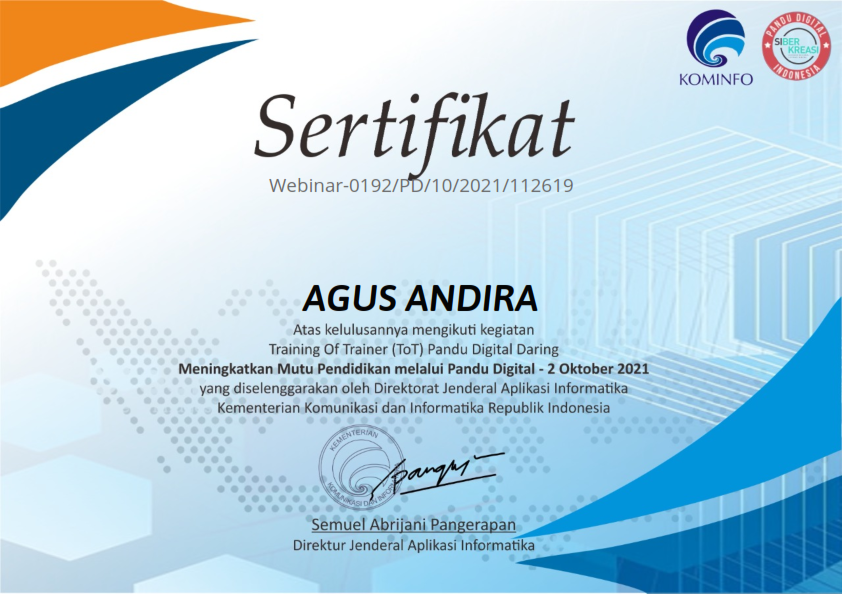 KOMINFO
PANDU DIGITAL
SIBER
KREASI
INDONESIA
Sertifikat
Webinar-0192/PD/10/2021/112619
AGUS ANDIRA
Atas kelulusannya mengikuti kegiatan
Training Of Trainer (ToT) Pandu Digital Daring
Meningkatkan Mutu Pendidikan melalui Pandu Digital - 2 Oktober 2021
yang diselenggarakan oleh Direktorat Jenderal Aplikasi Informatika
Kementerian Komunikasi dan Informatika Republik Indonesia
KEMENTERIAN
KOMUNIKASI DAN
Semuel Abrijani Pangerapan
Direktur Jenderal Aplikasi Informatika